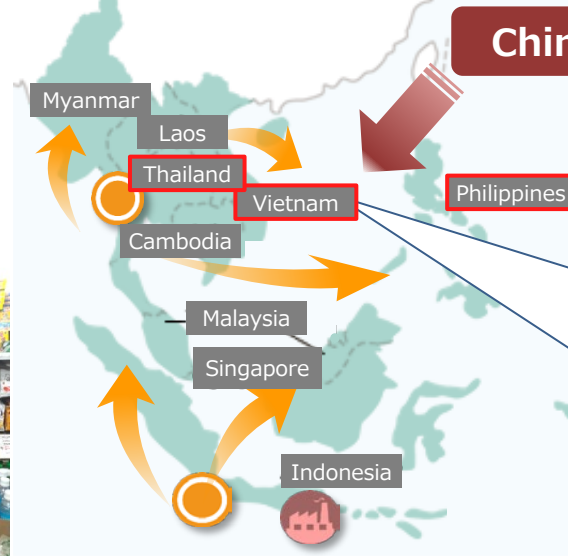 Chin
Myanmar
Laos
Thailand
Vietnam
Philippines
Cambodia
Malaysia
Singapore
Indonesia